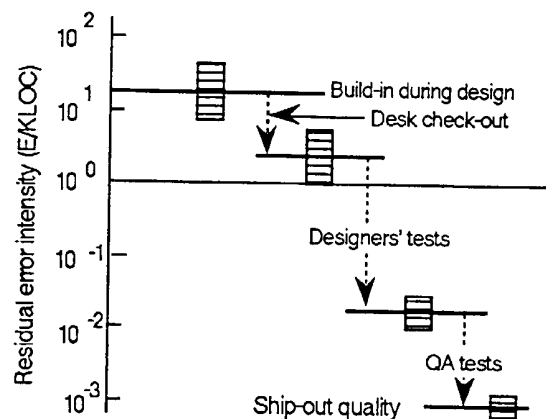 Residual error intensity (E/KLOC)
10 2
10 1
10 0
10 -1
10 -2
10 -3
Build-in during design
Desk check-out
Designers' tests
QA tests
Ship-out quality